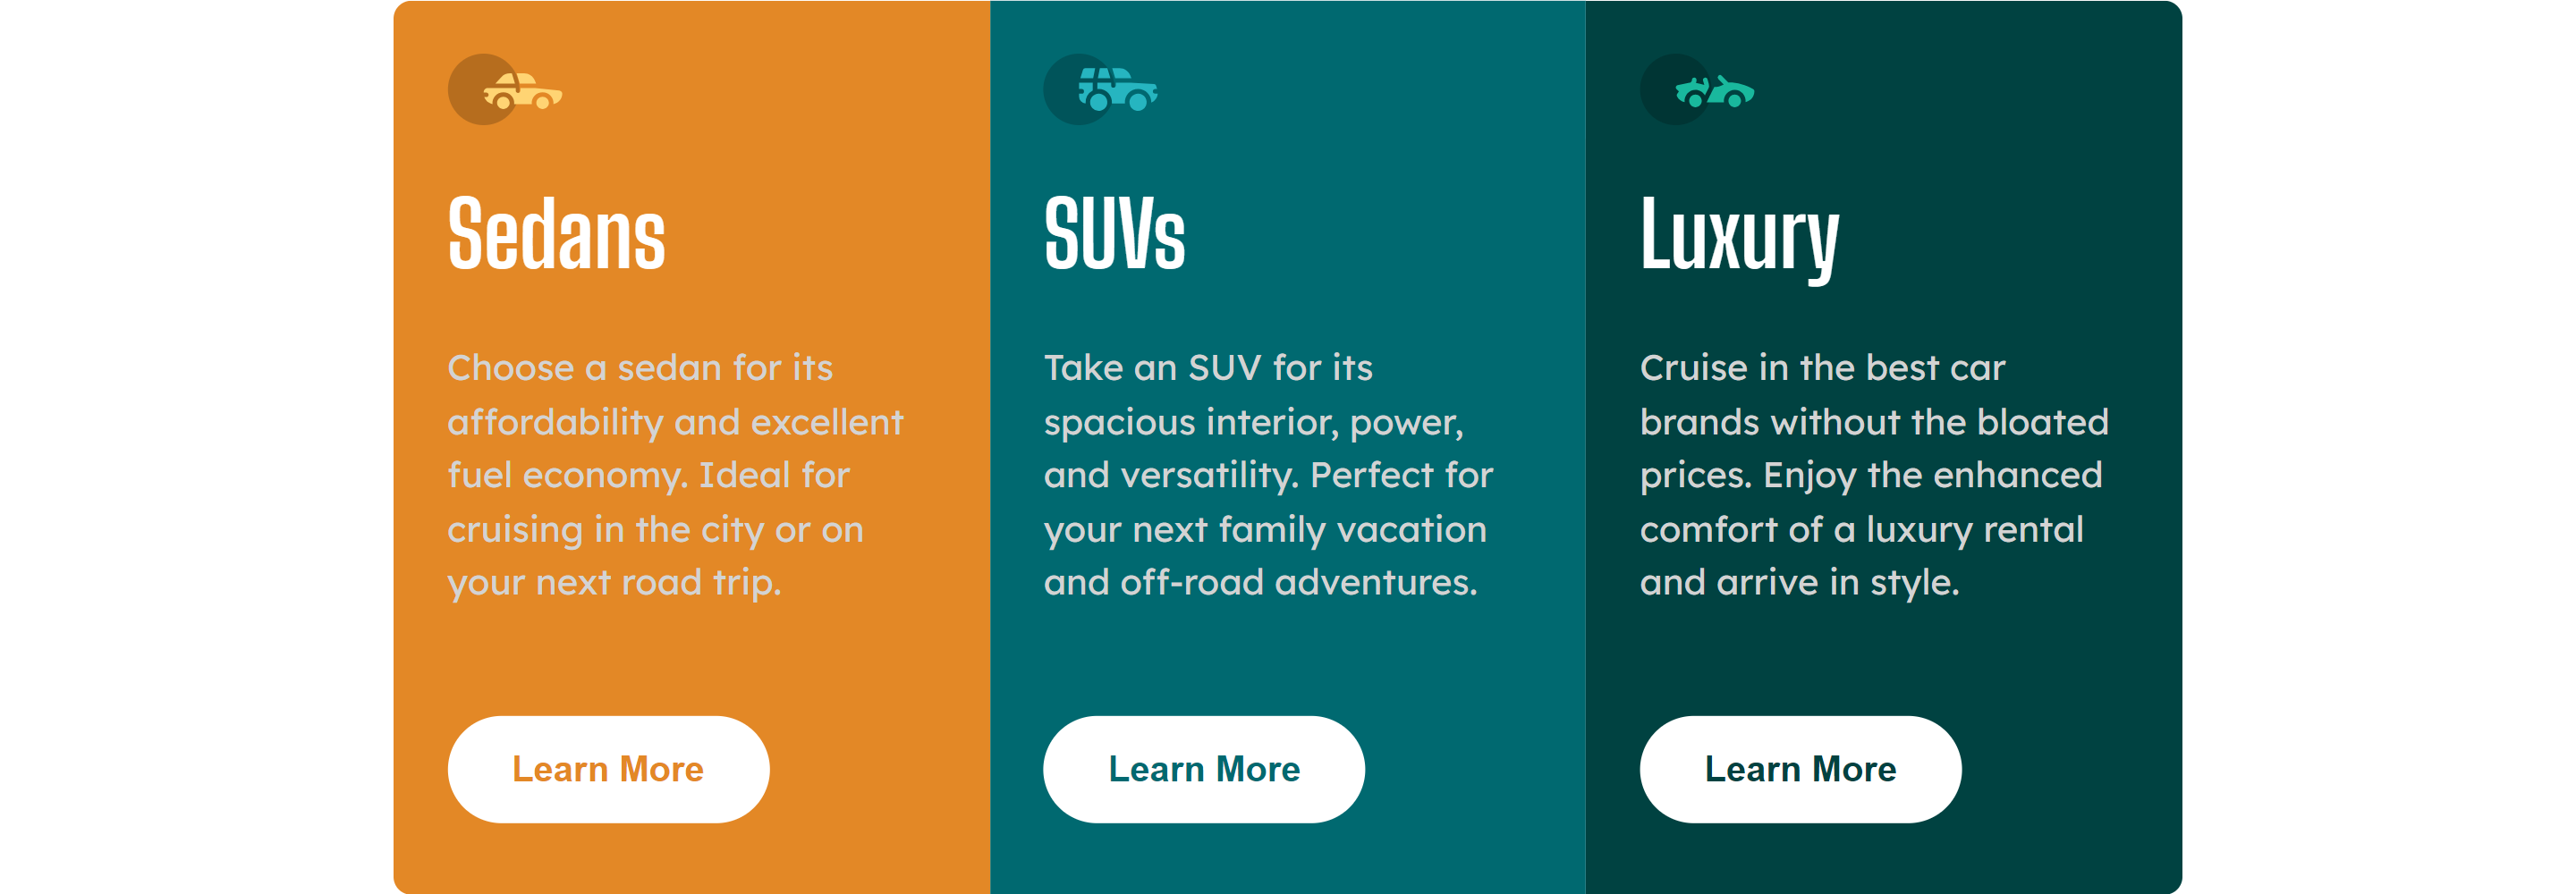 Sedans
Choose a sedan for its
affordability and excellent
fuel economy. Ideal for
cruising in the city or on
your next road trip.
Learn More
SUVs
Take an SUV for its
spacious interior, power,
and versatility. Perfect for
your next family vacation
and off-road adventures.
Learn More
Luxury
Cruise in the best car
brands without the bloated
prices. Enjoy the enhanced
comfort of a luxury rental
and arrive in style.
Learn More